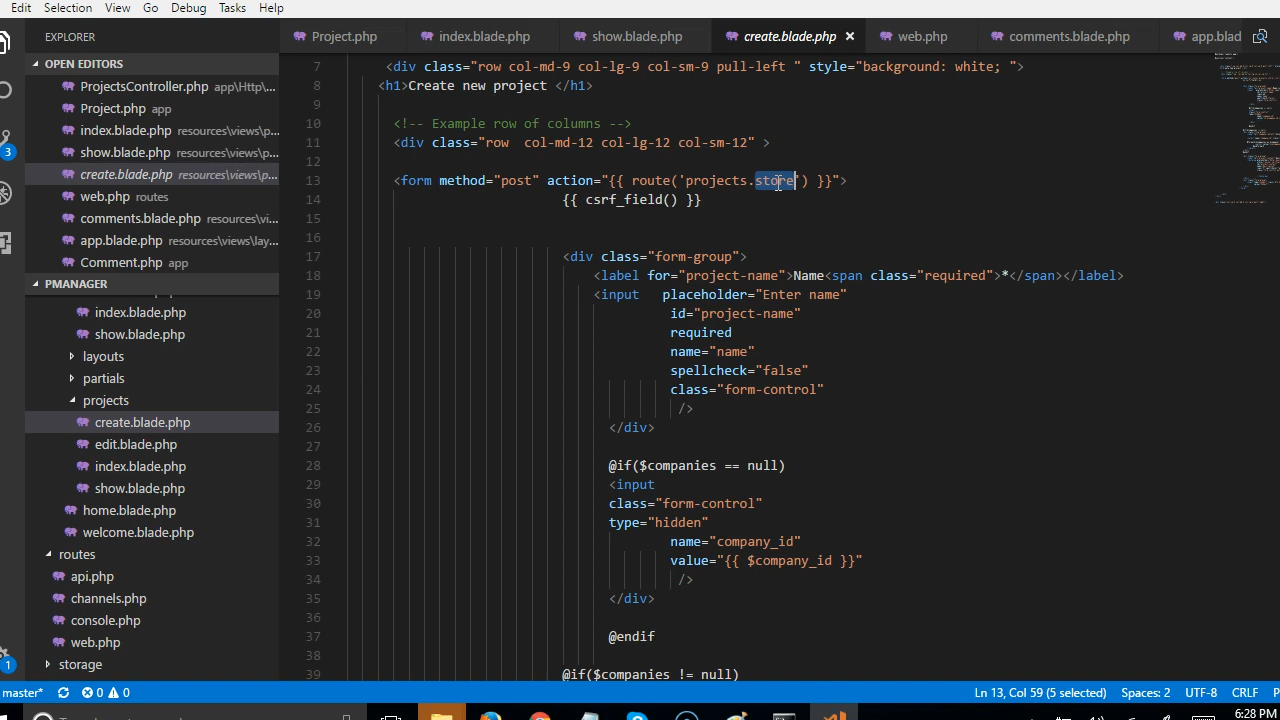 Edit Selection View Go Debug Tasks Help
EXPLORER
Project.php index.blade.php show.blade.php create.blade.php web.php comments.blade.php app.blad
OPEN EDITORS
ProjectsController.php app\Http\...
Project.php app
index.blade.php resources\views\p...
show.blade.php resources\views\p...
create.blade.php resources\views\p...
web.php routes
comments.blade.php resources\vi...
app.blade.php resources\views\lay...
Comment.php app
PMANAGER
index.blade.php
show.blade.php
layouts
partials
projects
create.blade.php
edit.blade.php
index.blade.php
show.blade.php
home.blade.php
welcome.blade.php
routes
api.php
channels.php
console.php
web.php
storage
3
1
7 <div class="row col-md-9 col-lg-9 col-sm-9 pull-left " style="background: white; ">
8 <h1>Create new project </h1>
9
10 <!-- Example row of columns -->
11 <div class="row  col-md-12 col-lg-12 col-sm-12" >
12
13 <form method="post" action="{{ route('projects.store') }}">
14 {{ csrf_field() }}
15
16
17 <div class="form-group">
18 <label for="project-name">Name<span class="required">*</span></label>
19 <input   placeholder="Enter name"
20 id="project-name"
21 required
22 name="name"
23 spellcheck="false"
24 class="form-control"
25 />
26 </div>
27
28 @if($companies == null)
29 <input
30 class="form-control"
31 type="hidden"
32 name="company_id"
33 value="{{ $company_id }}"
34 />
35 </div>
36
37 @endif
38
39 @if($companies != null)
master* 0 0 Ln 13, Col 59 (5 selected) Spaces: 2 UTF-8 CRLF P
6:28 PM